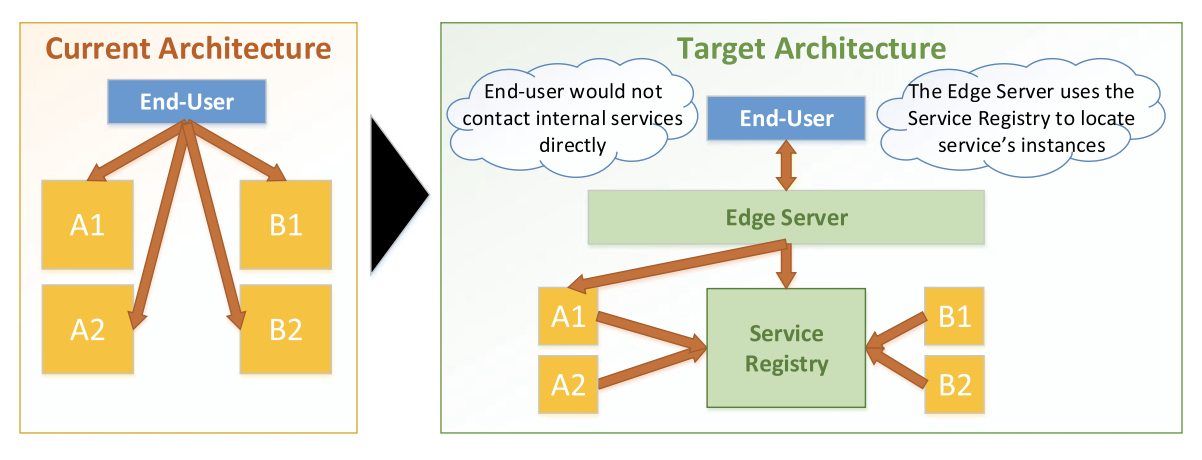 Current Architecture
End-User
A1
B1
A2
B2
Target Architecture
End-user would not
contact internal services
directly
End-User
The Edge Server uses the
Service Registry to locate
service's instances
Edge Server
A1
A2
Service
Registry
B1
B2